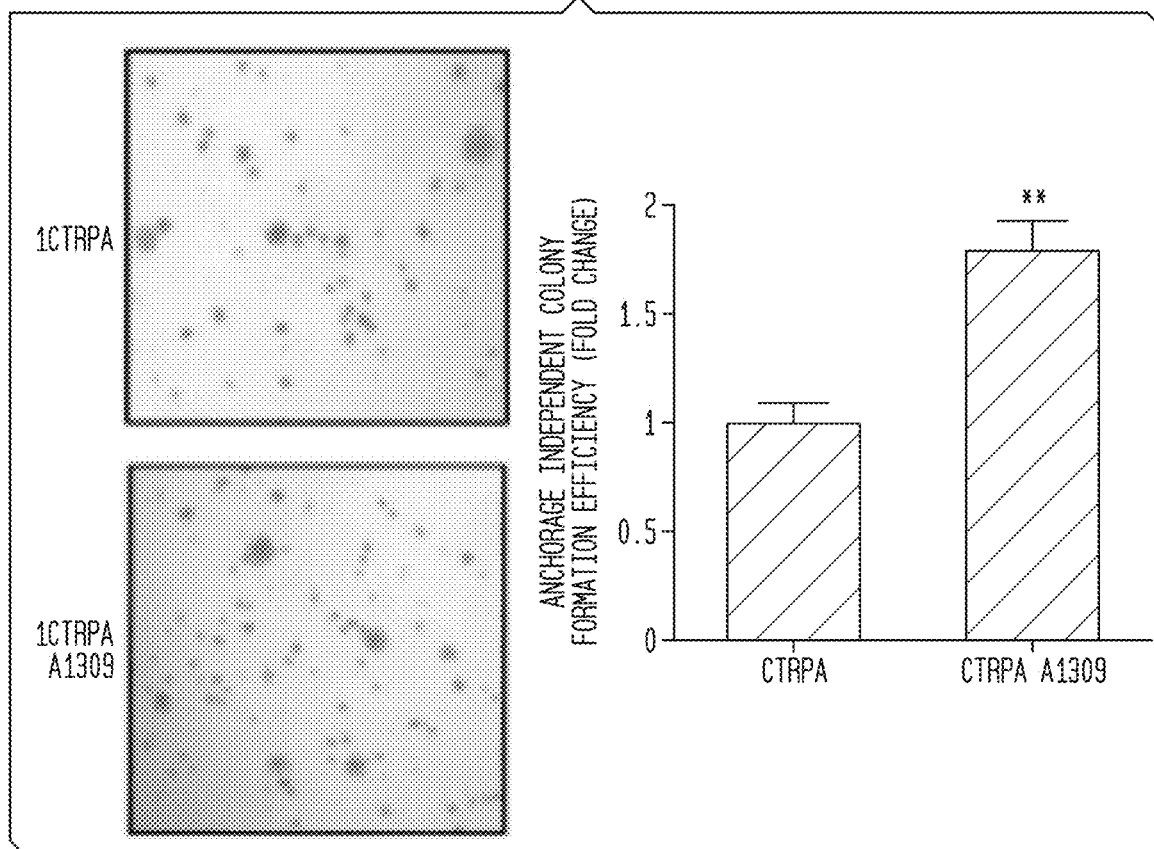 1CTRPA
1CTRPA
A1309
ANCHORAGE INDEPENDENT COLONY
FORMATION EFFICIENCY (FOLD CHANGE)
2
1.5
1
0.5
0
**
CTRPA
CTRPA A1309